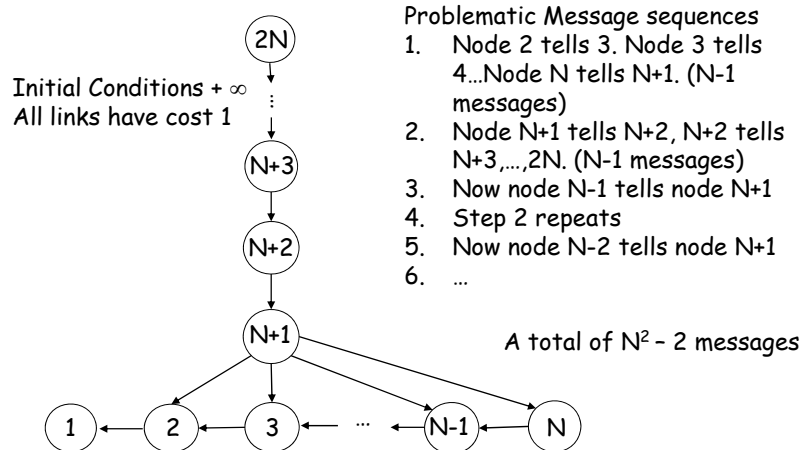 Problematic Message sequences
1. Node 2 tells 3. Node 3 tells
4…Node N tells N+1. (N-1
messages)
2. Node N+1 tells N+2, N+2 tells
N+3,…,2N. (N-1 messages)
3. Now node N-1 tells node N+1
4. Step 2 repeats
5. Now node N-2 tells node N+1
6. …
Initial Conditions + ∞
All links have cost 1
2N
…
N+3
N+2
N+1
A total of N² – 2 messages
1
2
3
…
N-1
N